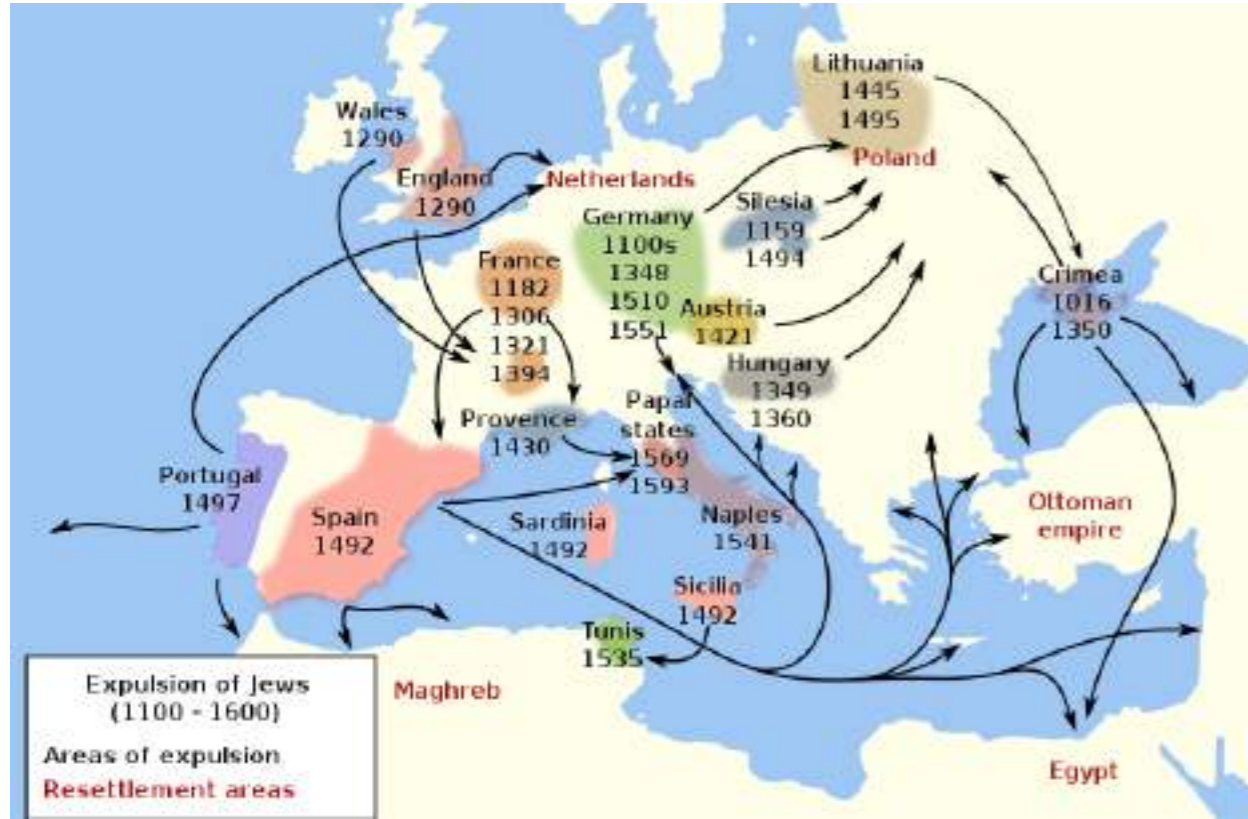 Lithuania
1445
1495
Poland
Wales
1290
England
1290
Netherlands
Silesia
1159
1494
Germany
1100s
1348
1510
1551
France
1182
1306
1321
1394
Austria
1421
Crimea
1016
1350
Hungary
1349
1360
Provence
1430
Papal
states
1569
1593
Portugal
1497
Spain
1492
Sardinia
1492
Naples
1541
Ottoman
empire
Sicilia
1492
Tunis
1535
Maghreb
Egypt
Expulsion of Jews
(1100 - 1600)
Areas of expulsion
Resettlement areas